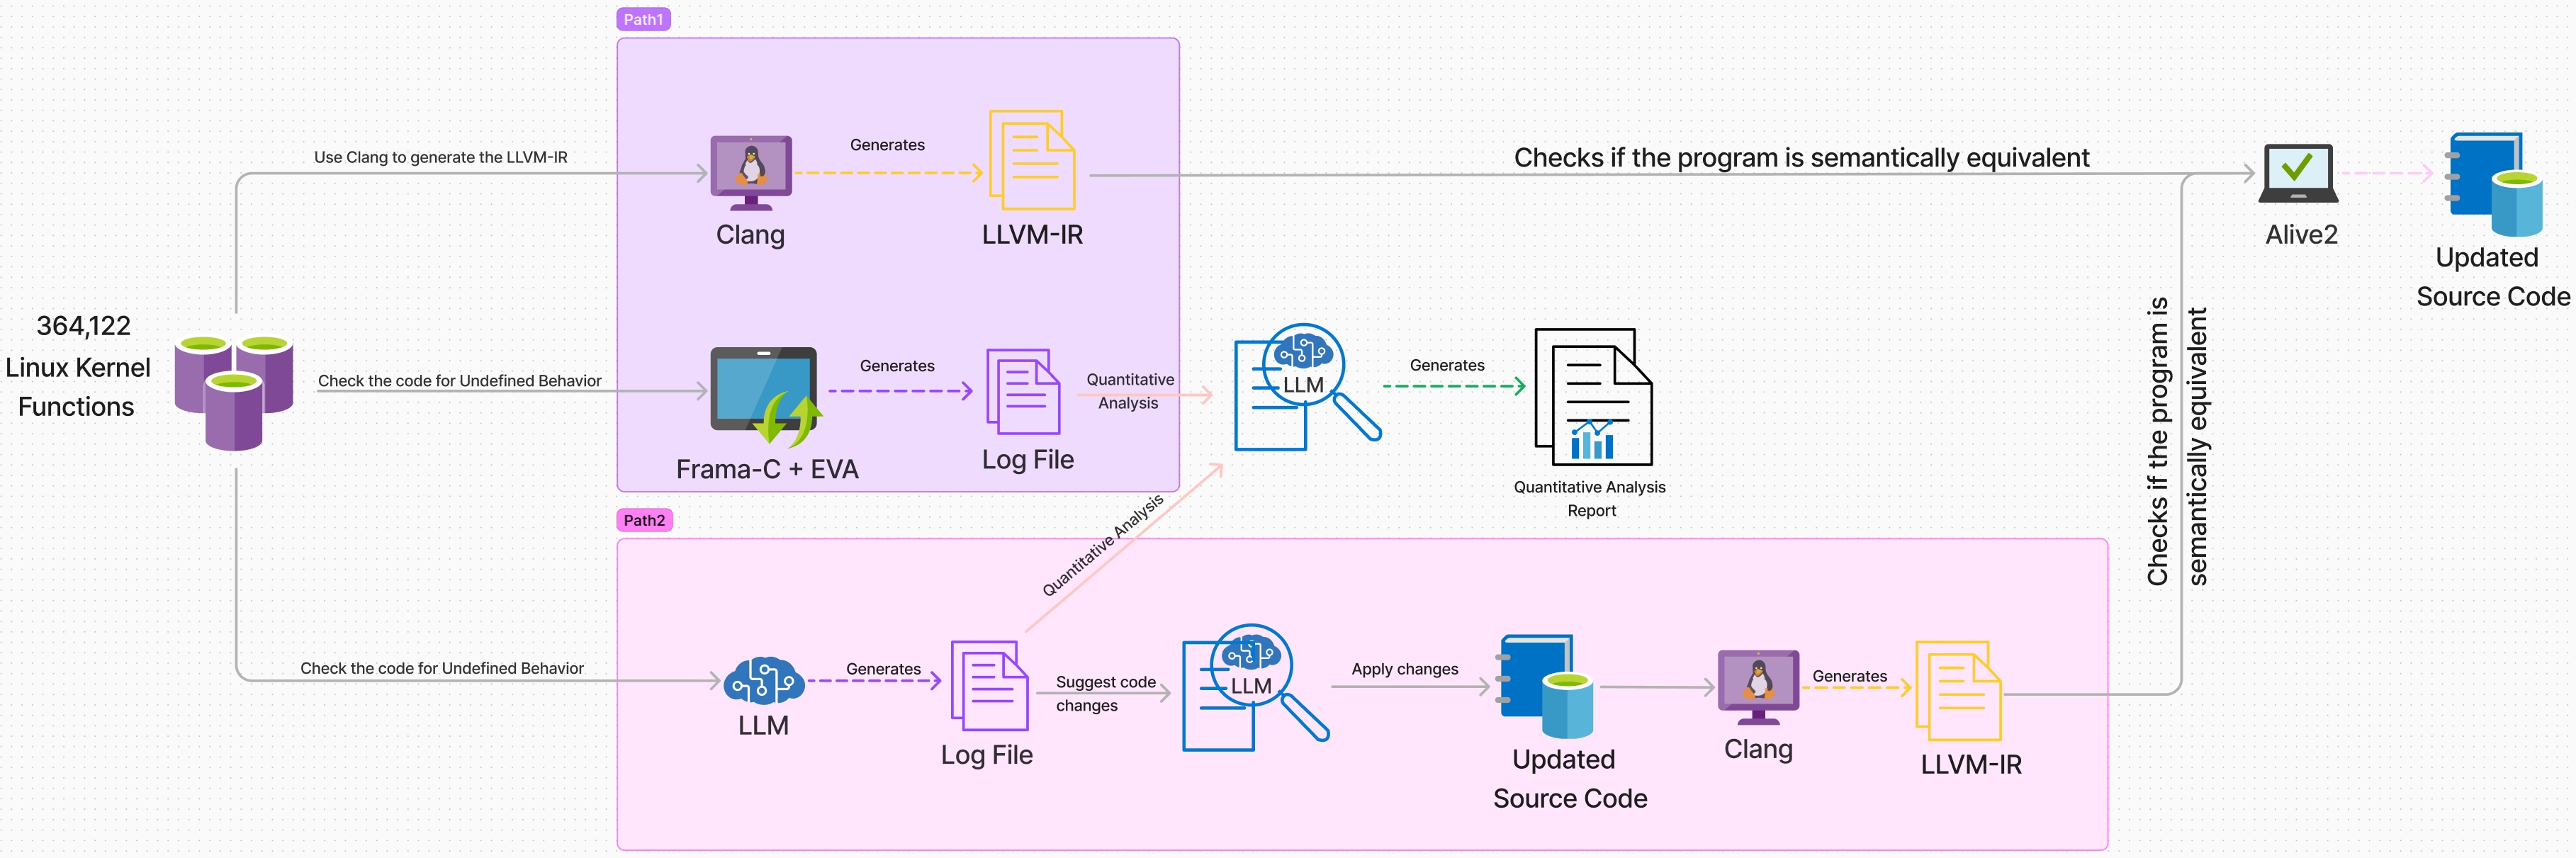 Path1
Use Clang to generate the LLVM-IR
Generates
Clang
LLVM-IR
Checks if the program is semantically equivalent
Alive2
Updated
Source Code
364,122
Linux Kernel
Functions
Check the code for Undefined Behavior
Generates
Frama-C + EVA
Log File
Quantitative
Analysis
LLM
Generates
Quantitative Analysis
Report
Checks if the program is
semantically equivalent
Path2
Quantitative Analysis
Check the code for Undefined Behavior
LLM
Generates
Log File
Suggest code
changes
LLM
Apply changes
Updated
Source Code
Clang
Generates
LLVM-IR